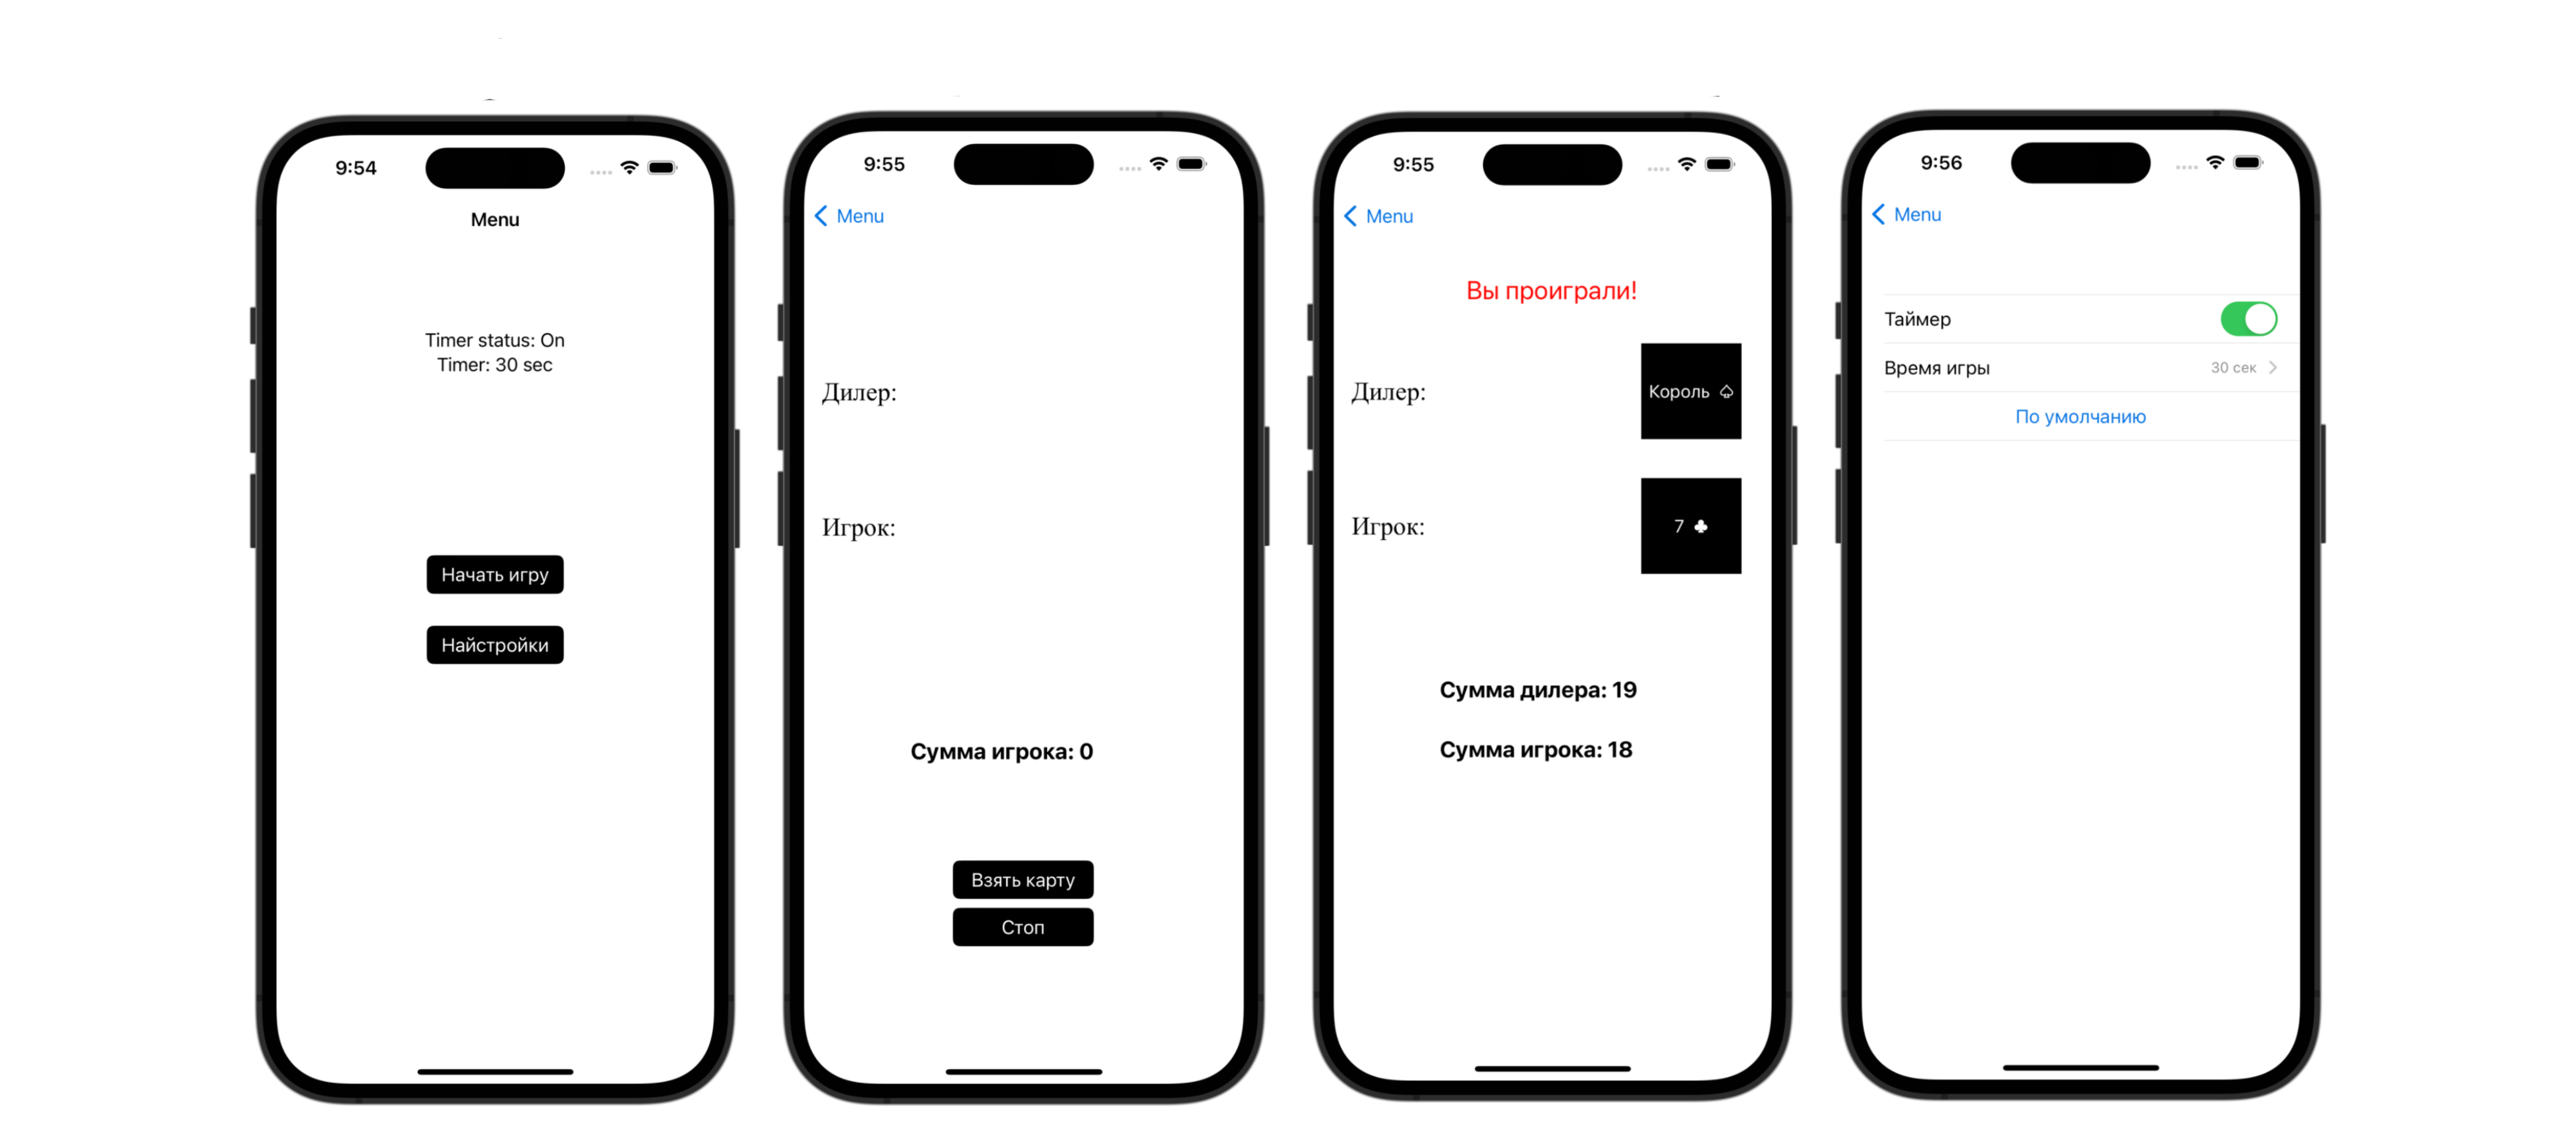 9:54
Menu
Timer status: On
Timer: 30 sec
Начать игру
Найстройки
9:55
Menu
Дилер:
Игрок:
Сумма игрока: 0
Взять карту
Стоп
9:55
Menu
Вы проиграли!
Дилер:
Король ♤
Игрок:
7 ♣
Сумма дилера: 19
Сумма игрока: 18
9:56
Menu
Таймер
Время игры 30 сек
По умолчанию